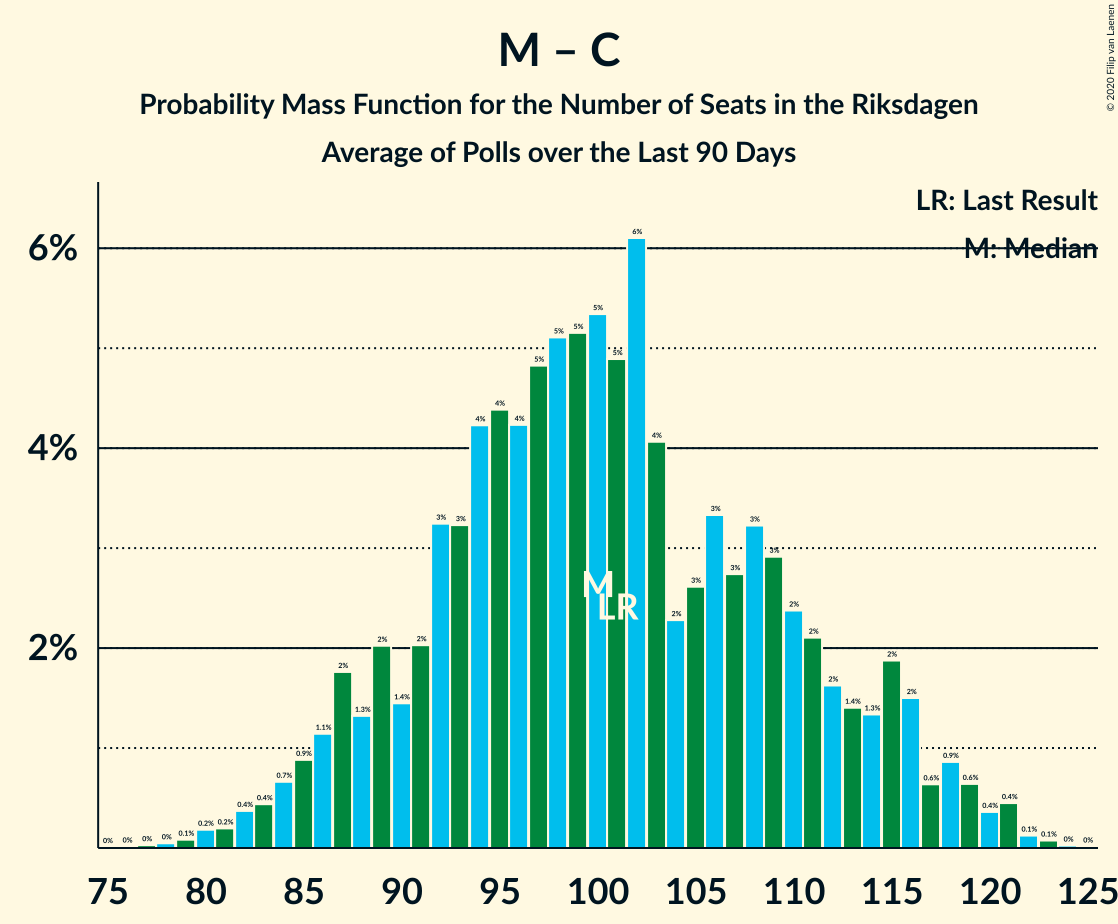 M – C
Probability Mass Function for the Number of Seats in the Riksdagen
Average of Polls over the Last 90 Days
© 2020 Filip van Laenen
LR: Last Result
M: Median
6%
4%
2%
0% 0% 0% 0% 0.1% 0.2% 0.2% 0.4% 0.4% 0.7% 0.9% 1.1% 2% 1.3% 2% 1.4% 2% 3% 3% 4% 4% 4% 5% 5% 5% 5% 5% 6% 4% 2% 3% 3% 3% 3% 3% 2% 2% 2% 1.4% 1.3% 2% 2% 0.6% 0.9% 0.6% 0.4% 0.4% 0.1% 0.1% 0% 0%
M
LR
75 80 85 90 95 100 105 110 115 120 125